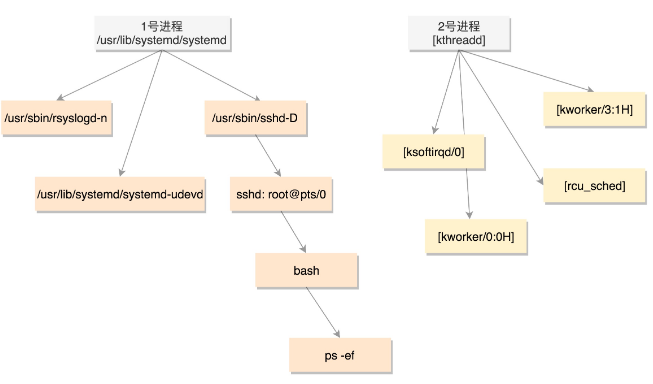 1号进程
/usr/lib/systemd/systemd
2号进程
[kthreadd]
/usr/sbin/rsyslogd-n
/usr/sbin/sshd-D
[kworker/3:1H]
[ksoftirqd/0]
/usr/lib/systemd/systemd-udevd
sshd: root@pts/0
[rcu_sched]
[kworker/0:0H]
bash
ps -ef